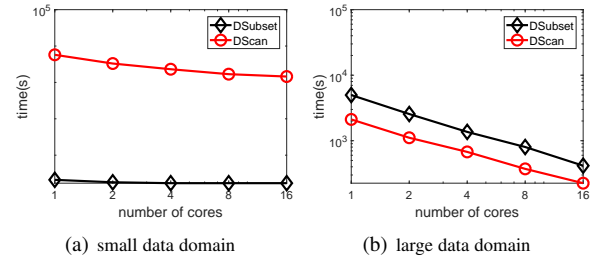 10^5
DSubset
DScan
time(s)
1 2 4 8 16
number of cores
(a) small data domain
10^5
DSubset
DScan
10^4
10^3
time(s)
1 2 4 8 16
number of cores
(b) large data domain